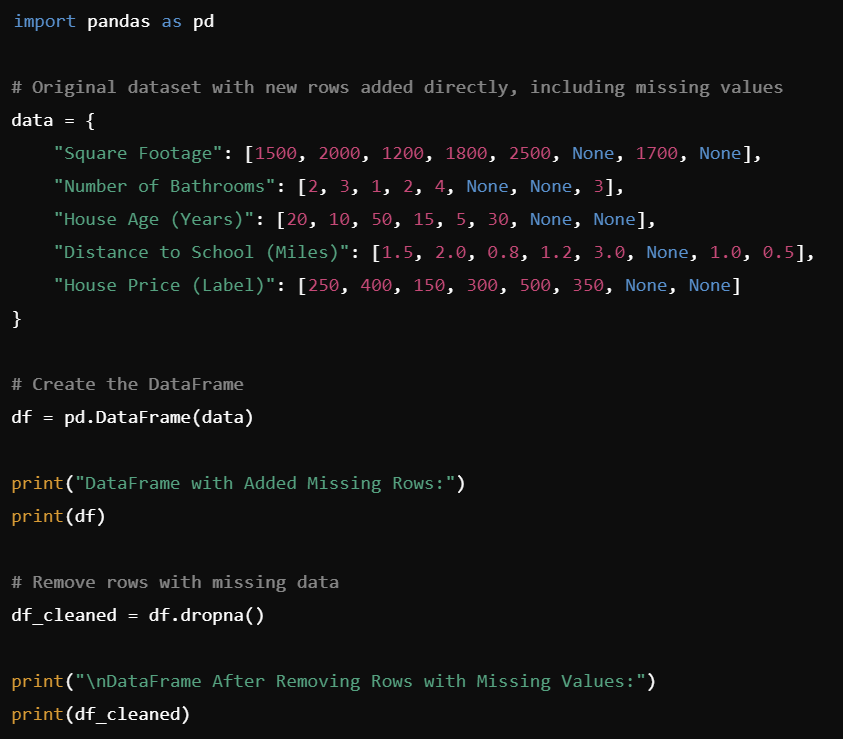 import pandas as pd
# Original dataset with new rows added directly, including missing values
data = {
    "Square Footage": [1500, 2000, 1200, 1800, 2500, None, 1700, None],
    "Number of Bathrooms": [2, 3, 1, 2, 4, None, None, 3],
    "House Age (Years)": [20, 10, 50, 15, 5, 30, None, None],
    "Distance to School (Miles)": [1.5, 2.0, 0.8, 1.2, 3.0, None, 1.0, 0.5],
    "House Price (Label)": [250, 400, 150, 300, 500, 350, None, None]
}
# Create the DataFrame
df = pd.DataFrame(data)
print("DataFrame with Added Missing Rows:")
print(df)
# Remove rows with missing data
df_cleaned = df.dropna()
print("\nDataFrame After Removing Rows with Missing Values:")
print(df_cleaned)